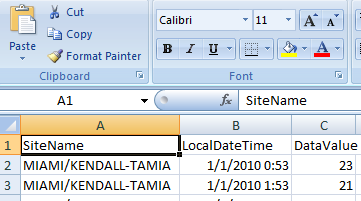 Cut
Copy
Format Painter
Paste
Clipboard
Calibri 11 A A
B I U A
Font
A1 fx SiteName
A B C
1 SiteName LocalDateTime DataValue
2 MIAMI/KENDALL-TAMIA 1/1/2010 0:53 23
3 MIAMI/KENDALL-TAMIA 1/1/2010 1:53 21